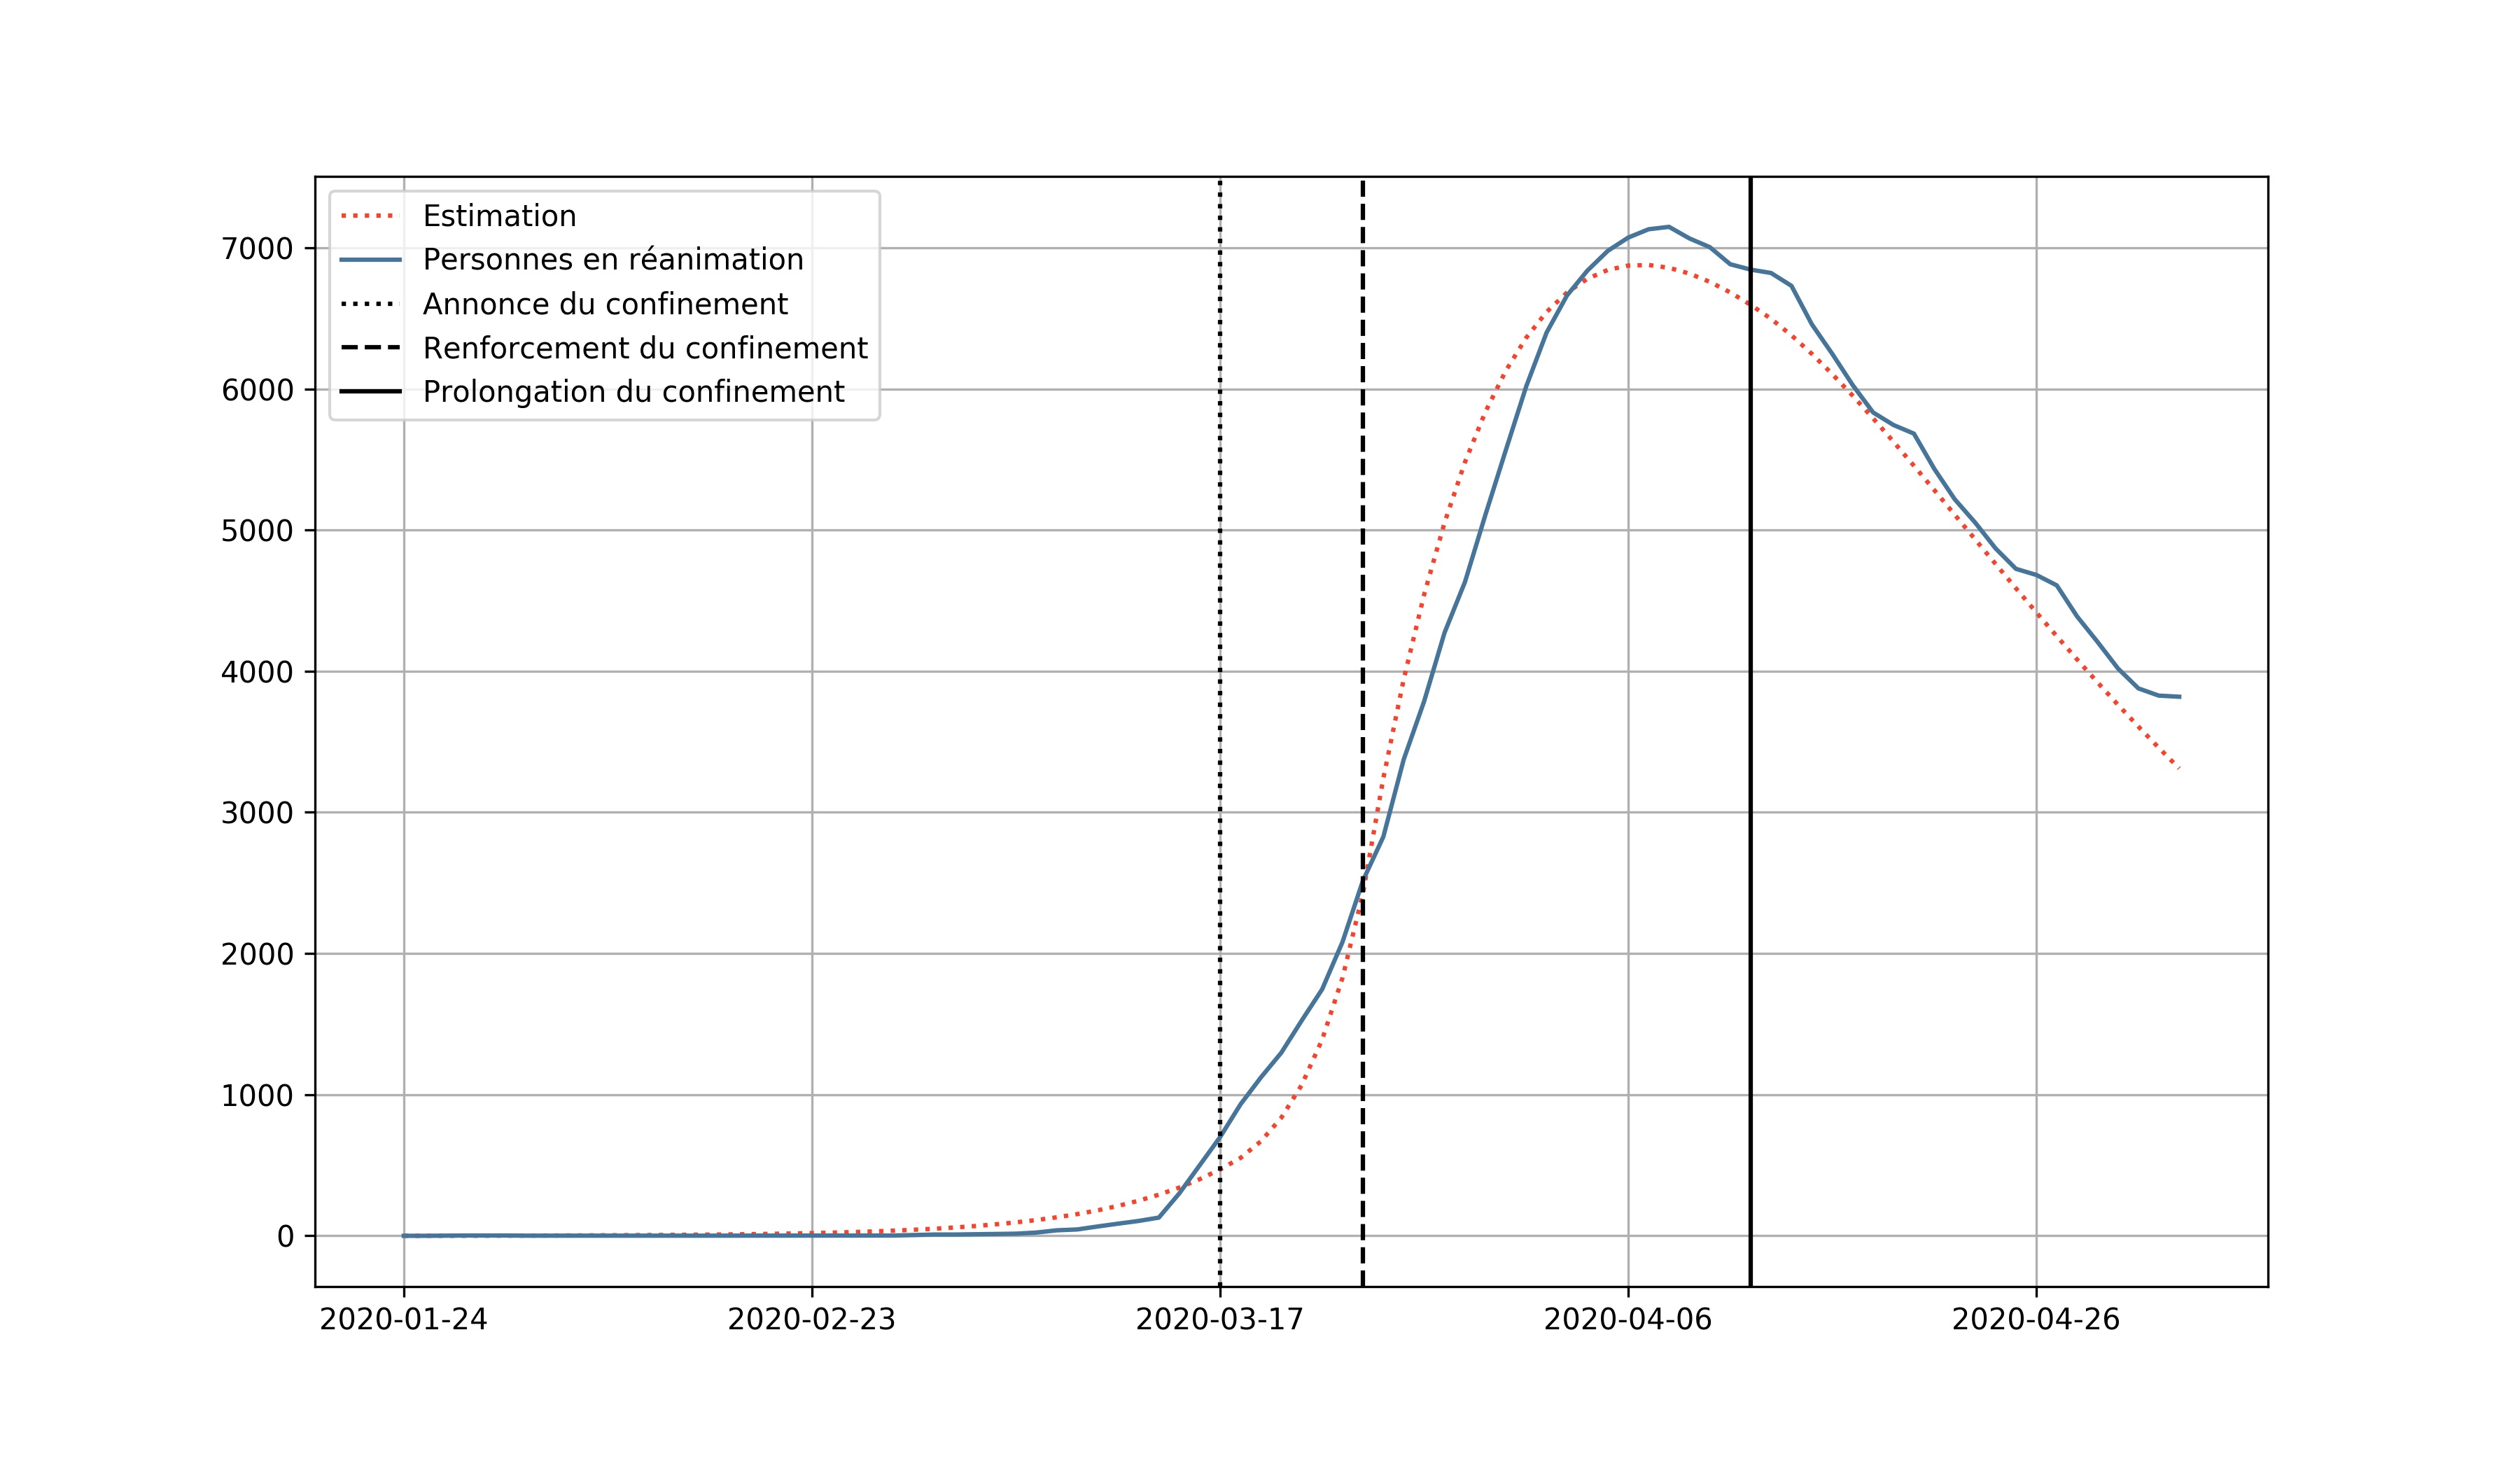 Estimation
Personnes en réanimation
Annonce du confinement
Renforcement du confinement
Prolongation du confinement
7000
6000
5000
4000
3000
2000
1000
0
2020-01-24 2020-02-23 2020-03-17 2020-04-06 2020-04-26